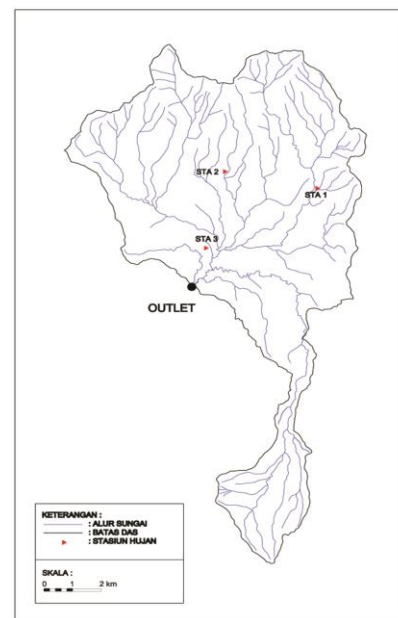 STA 2
STA 1
STA 3
OUTLET
KETERANGAN :
: ALUR SUNGAI
: BATAS DAS
: STASIUN HUJAN
SKALA :
0 1 2 km